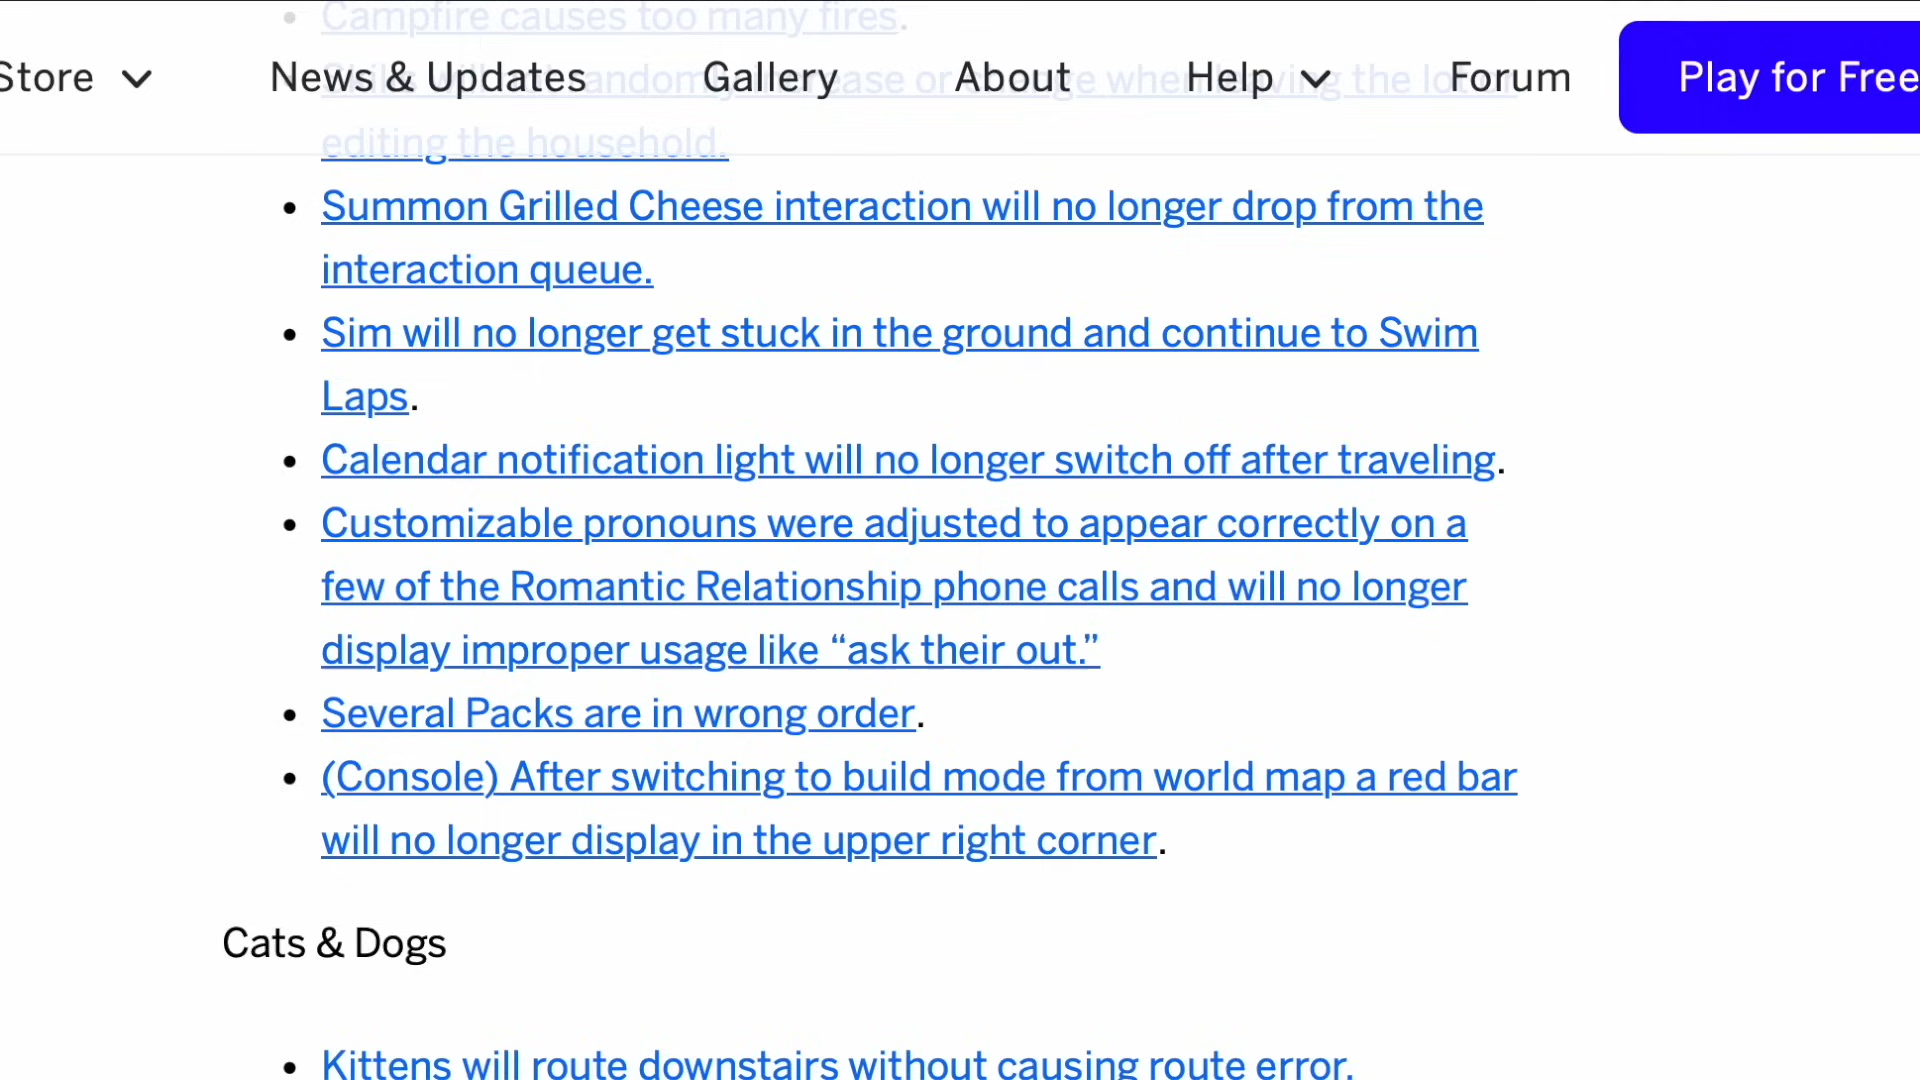 Campfire causes too many fires.
Store
News & Updates
Gallery
About
Help
Forum
Play for Free
editing the household.
Summon Grilled Cheese interaction will no longer drop from the
interaction queue.
Sim will no longer get stuck in the ground and continue to Swim
Laps.
Calendar notification light will no longer switch off after traveling.
Customizable pronouns were adjusted to appear correctly on a
few of the Romantic Relationship phone calls and will no longer
display improper usage like “ask their out.”
Several Packs are in wrong order.
(Console) After switching to build mode from world map a red bar
will no longer display in the upper right corner.
Cats & Dogs
Kittens will route downstairs without causing route error.